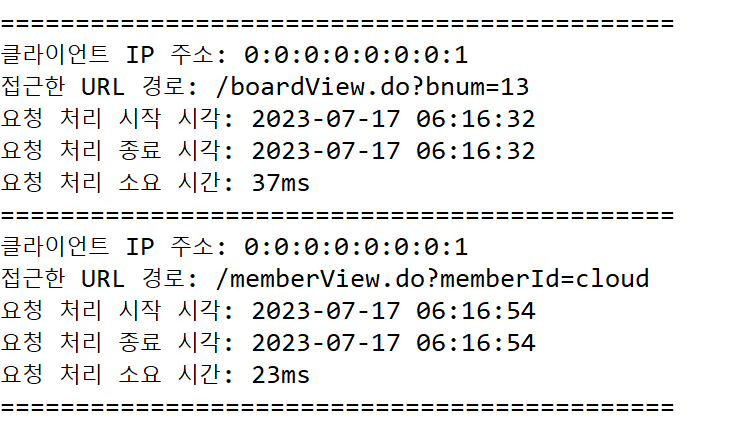 =============================================
클라이언트 IP 주소: 0:0:0:0:0:0:0:1
접근한 URL 경로: /boardView.do?bnum=13
요청 처리 시작 시각: 2023-07-17 06:16:32
요청 처리 종료 시각: 2023-07-17 06:16:32
요청 처리 소요 시간: 37ms
=============================================
클라이언트 IP 주소: 0:0:0:0:0:0:0:1
접근한 URL 경로: /memberView.do?memberId=cloud
요청 처리 시작 시각: 2023-07-17 06:16:54
요청 처리 종료 시각: 2023-07-17 06:16:54
요청 처리 소요 시간: 23ms
=============================================